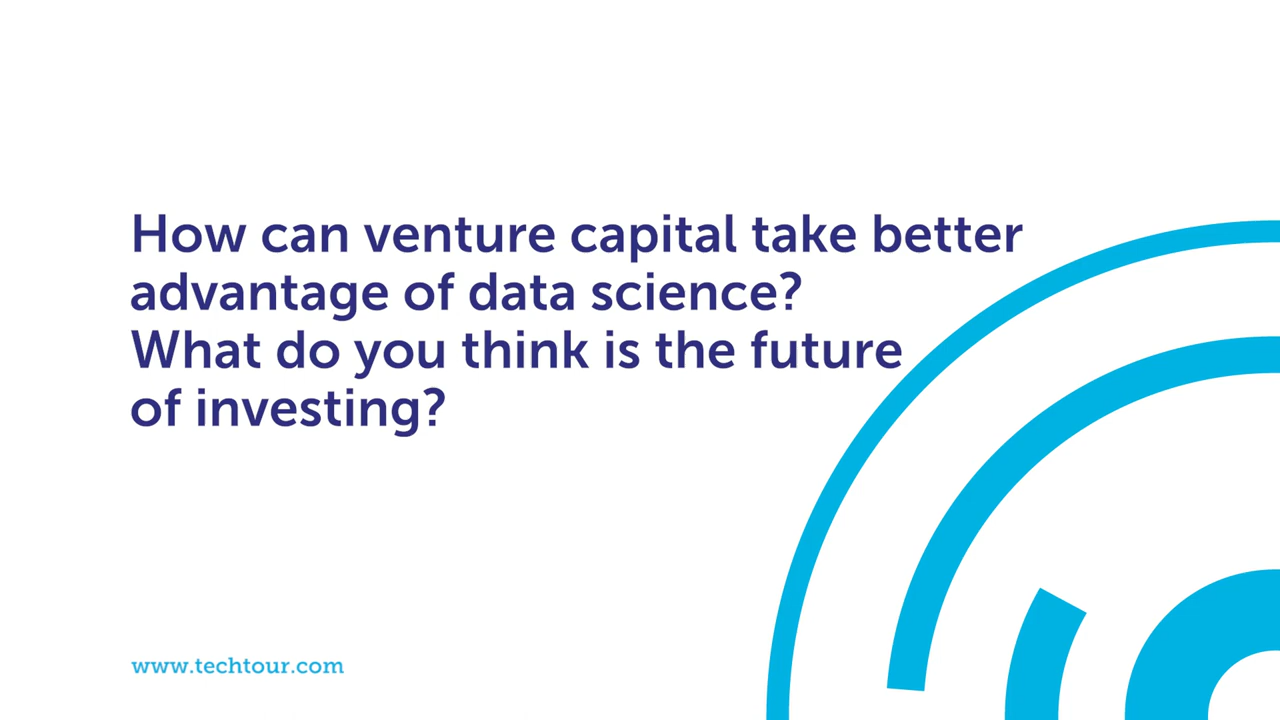 How can venture capital take better
advantage of data science?
What do you think is the future
of investing?
www.techtour.com